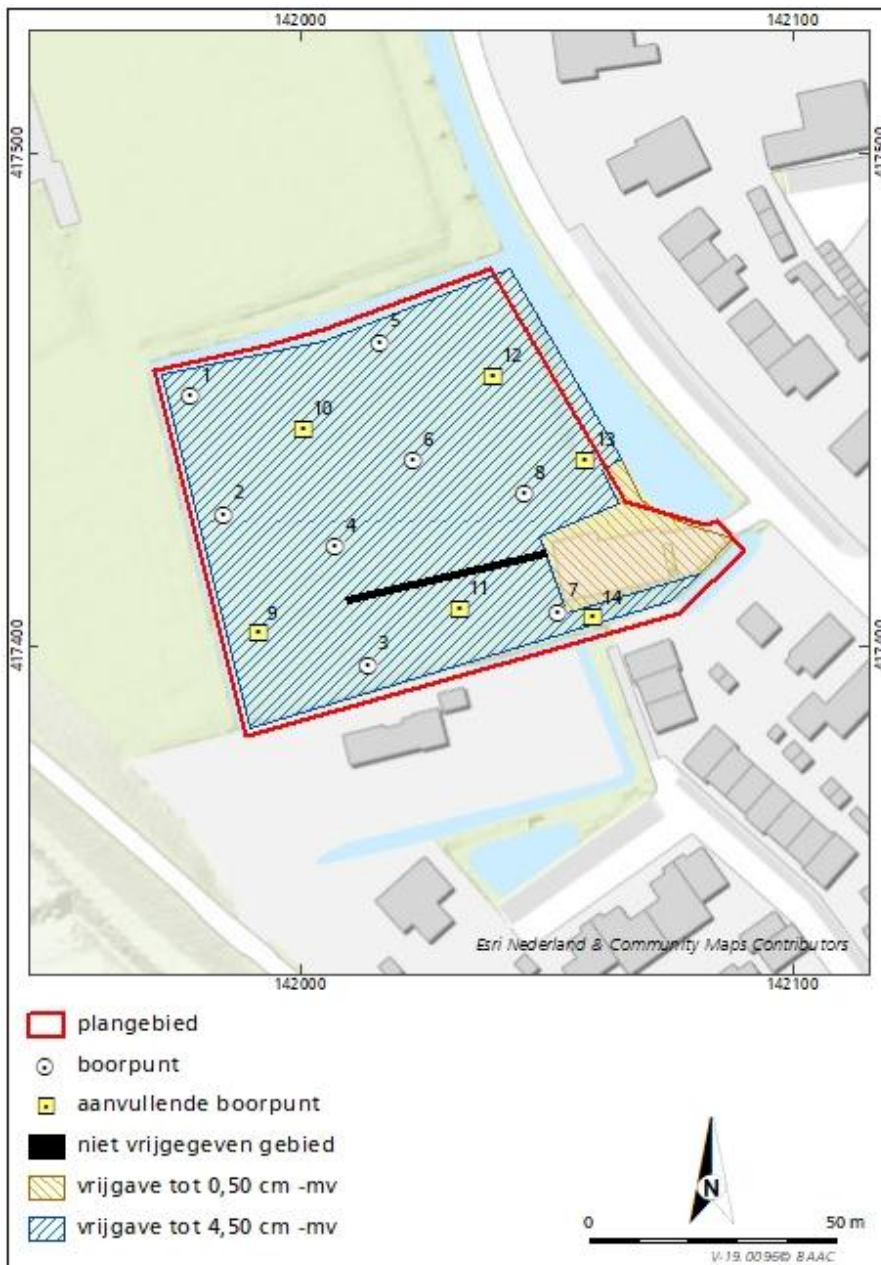 142000 142100
417500 417500
5
12
1
10
13
6
8
2
4
11
7
14
9
3
417400 417400
Esri Nederland & Community Maps Contributors
142000 142100
plangebied
boorpunt
aanvullende boorpunt
niet vrijgegeven gebied
vrijgave tot 0,50 cm -mv
vrijgave tot 4,50 cm -mv
N
0 50 m
V-19.0096© BAAC